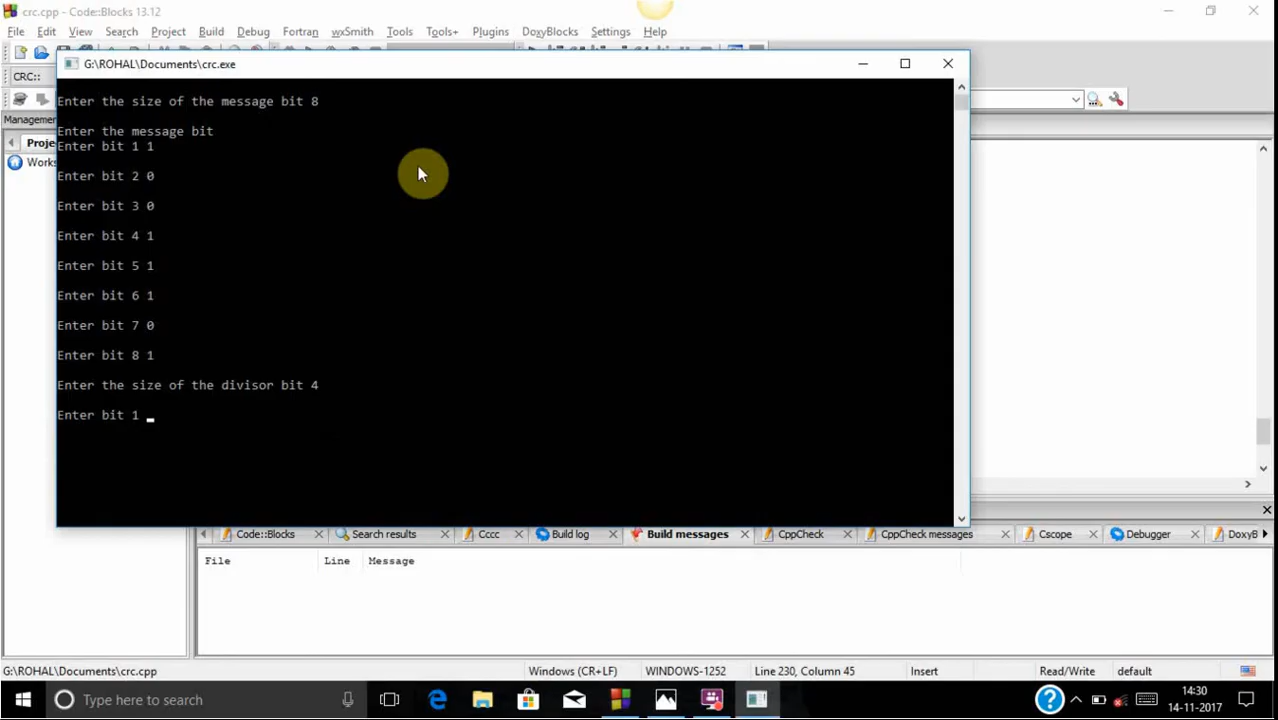 crc.cpp - Code::Blocks 13.12
File Edit View Search Project Build Debug Fortran wxSmith Tools Tools+ Plugins DoxyBlocks Settings Help
G:\ROHAL\Documents\crc.exe
CRC::
Managemen
Proje
Works
Enter the size of the message bit 8
Enter the message bit
Enter bit 1 1
Enter bit 2 0
Enter bit 3 0
Enter bit 4 1
Enter bit 5 1
Enter bit 6 1
Enter bit 7 0
Enter bit 8 1
Enter the size of the divisor bit 4
Enter bit 1
Code::Blocks Search results Cccc Build log Build messages CppCheck CppCheck messages Cscope Debugger DoxyB
File Line Message
G:\ROHAL\Documents\crc.cpp Windows (CR+LF) WINDOWS-1252 Line 230, Column 45 Insert Read/Write default
Type here to search
14:30
14-11-2017